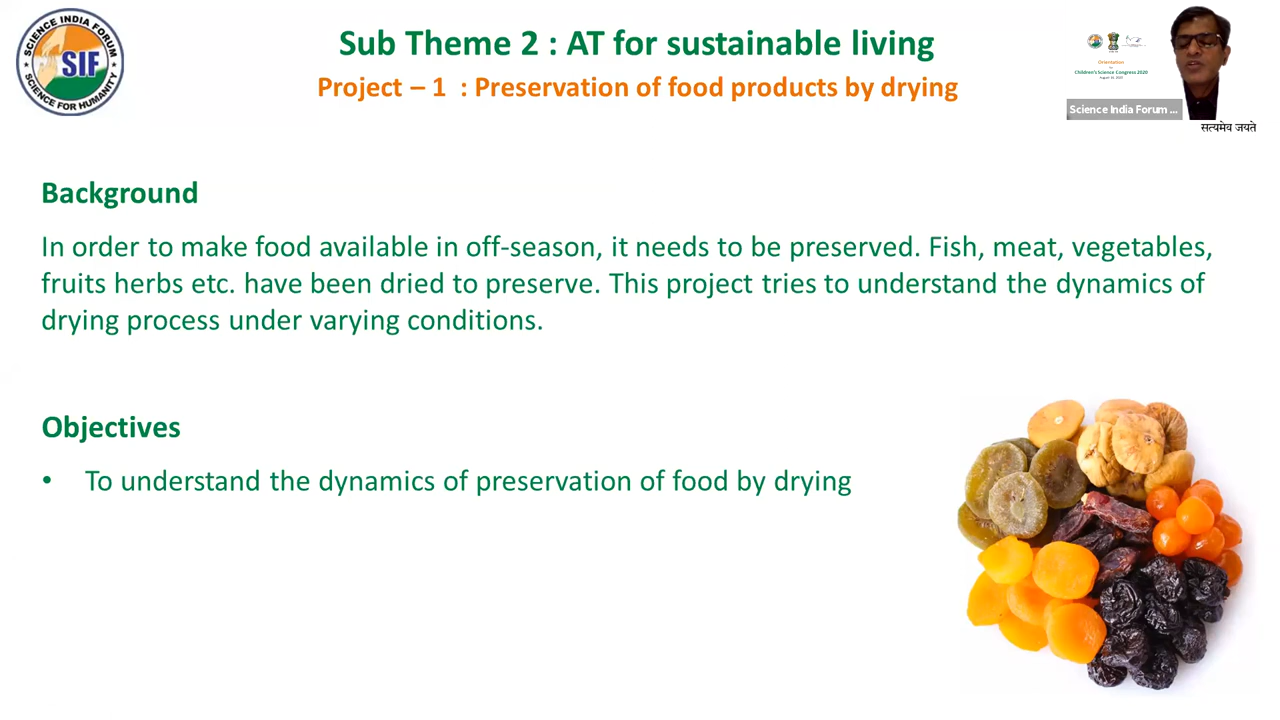 SCIENCE INDIA FORUM
SIF
SCIENCE FOR HUMANITY
Sub Theme 2 : AT for sustainable living
Project – 1 : Preservation of food products by drying
Orientation
Children's Science Congress 2020
Science India Forum ...
सत्यमेव जयते
Background
In order to make food available in off-season, it needs to be preserved. Fish, meat, vegetables,
fruits herbs etc. have been dried to preserve. This project tries to understand the dynamics of
drying process under varying conditions.
Objectives
• To understand the dynamics of preservation of food by drying